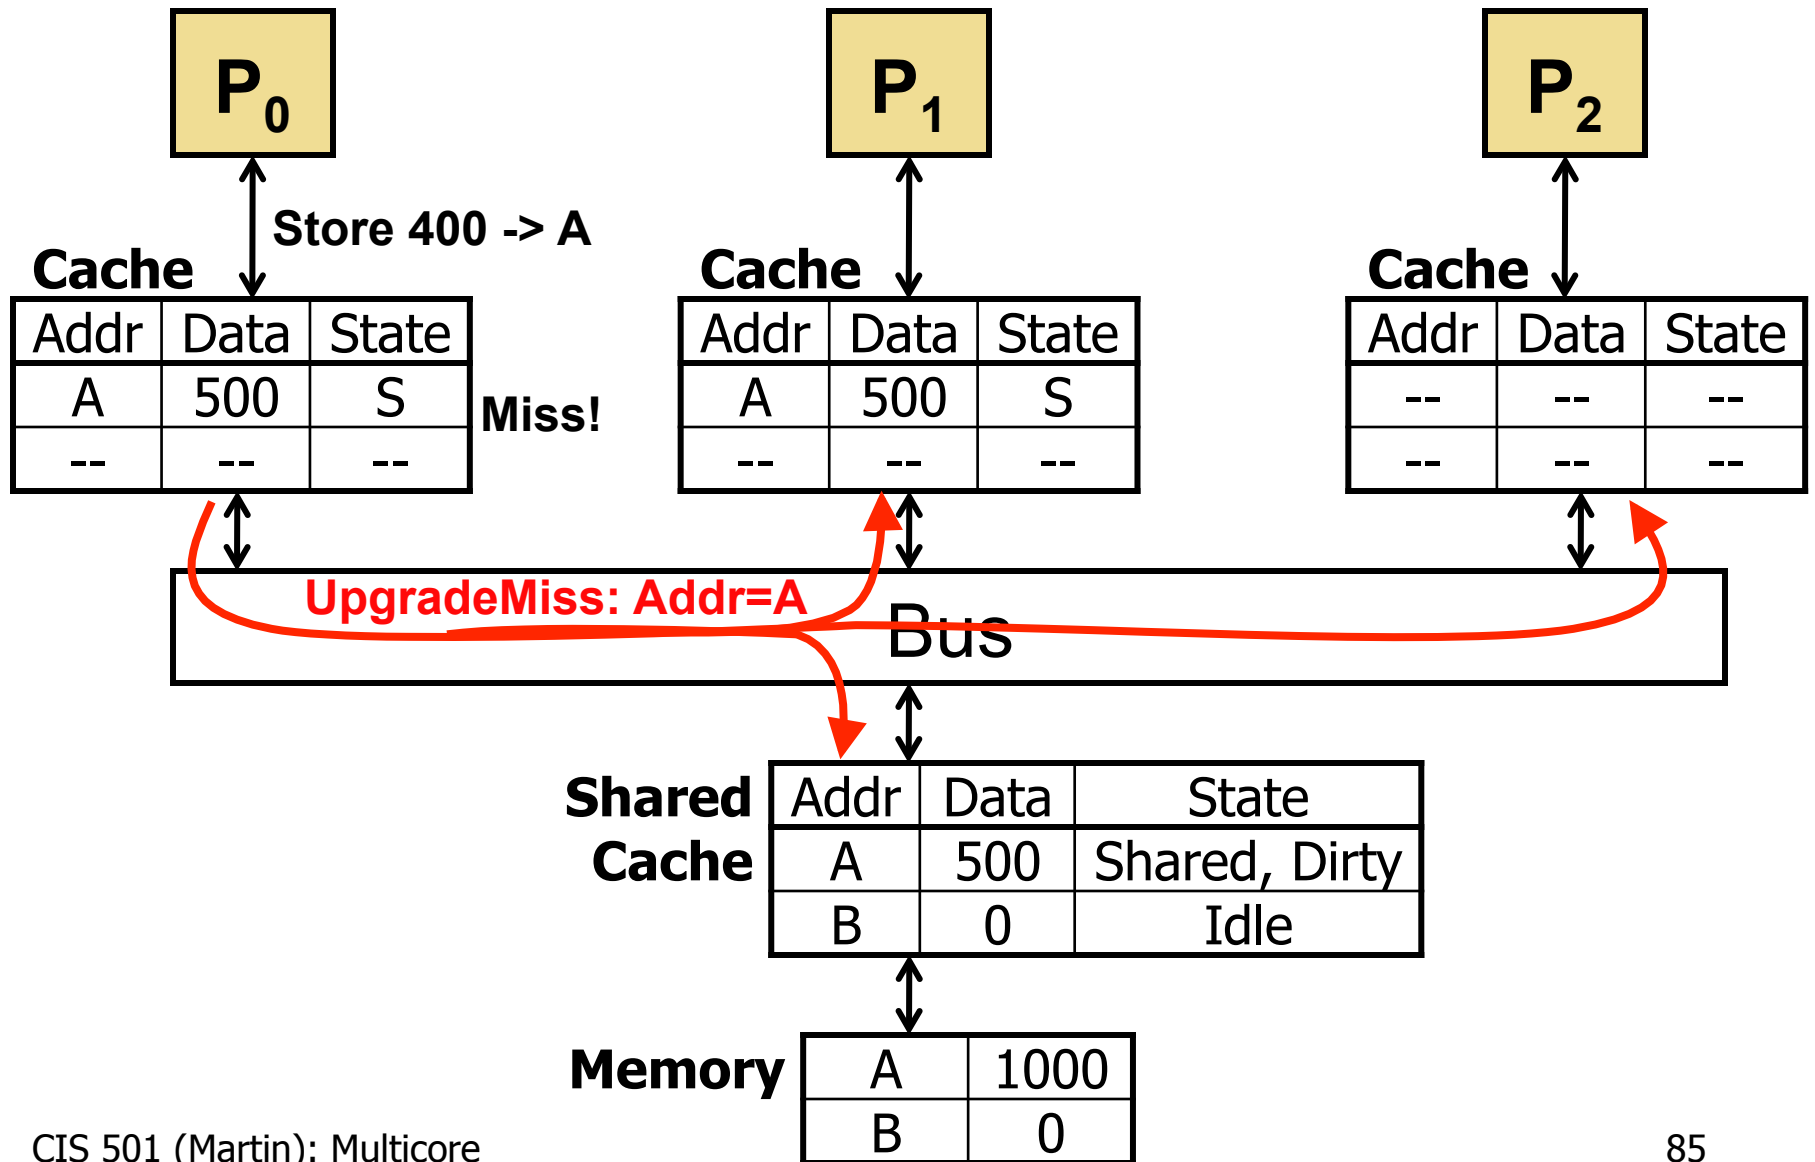 P0 P1 P2
Store 400 -> A
Cache Cache Cache
Addr Data State Addr Data State Addr Data State
A 500 S Miss! A 500 S -- -- --
-- -- -- -- -- -- -- -- --
UpgradeMiss: Addr=A
Bus
Shared Addr Data State
Cache A 500 Shared, Dirty
B 0 Idle
Memory A 1000
B 0
CIS 501 (Martin): Multicore 85